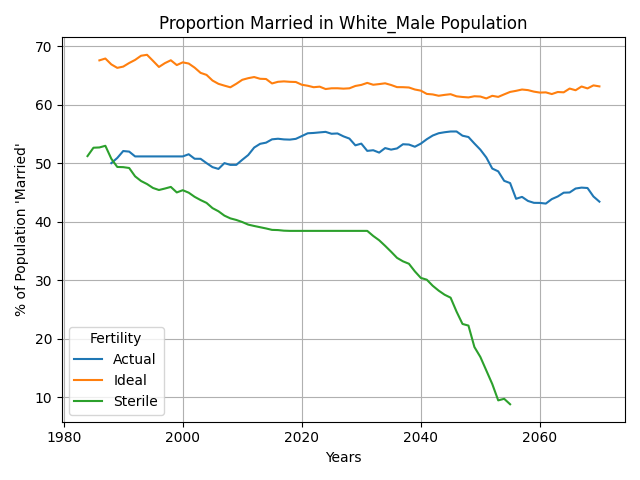 Proportion Married in White_Male Population
% of Population 'Married'
70
60
50
40
30
20
10
Fertility
Actual
Ideal
Sterile
1980 2000 2020 2040 2060
Years